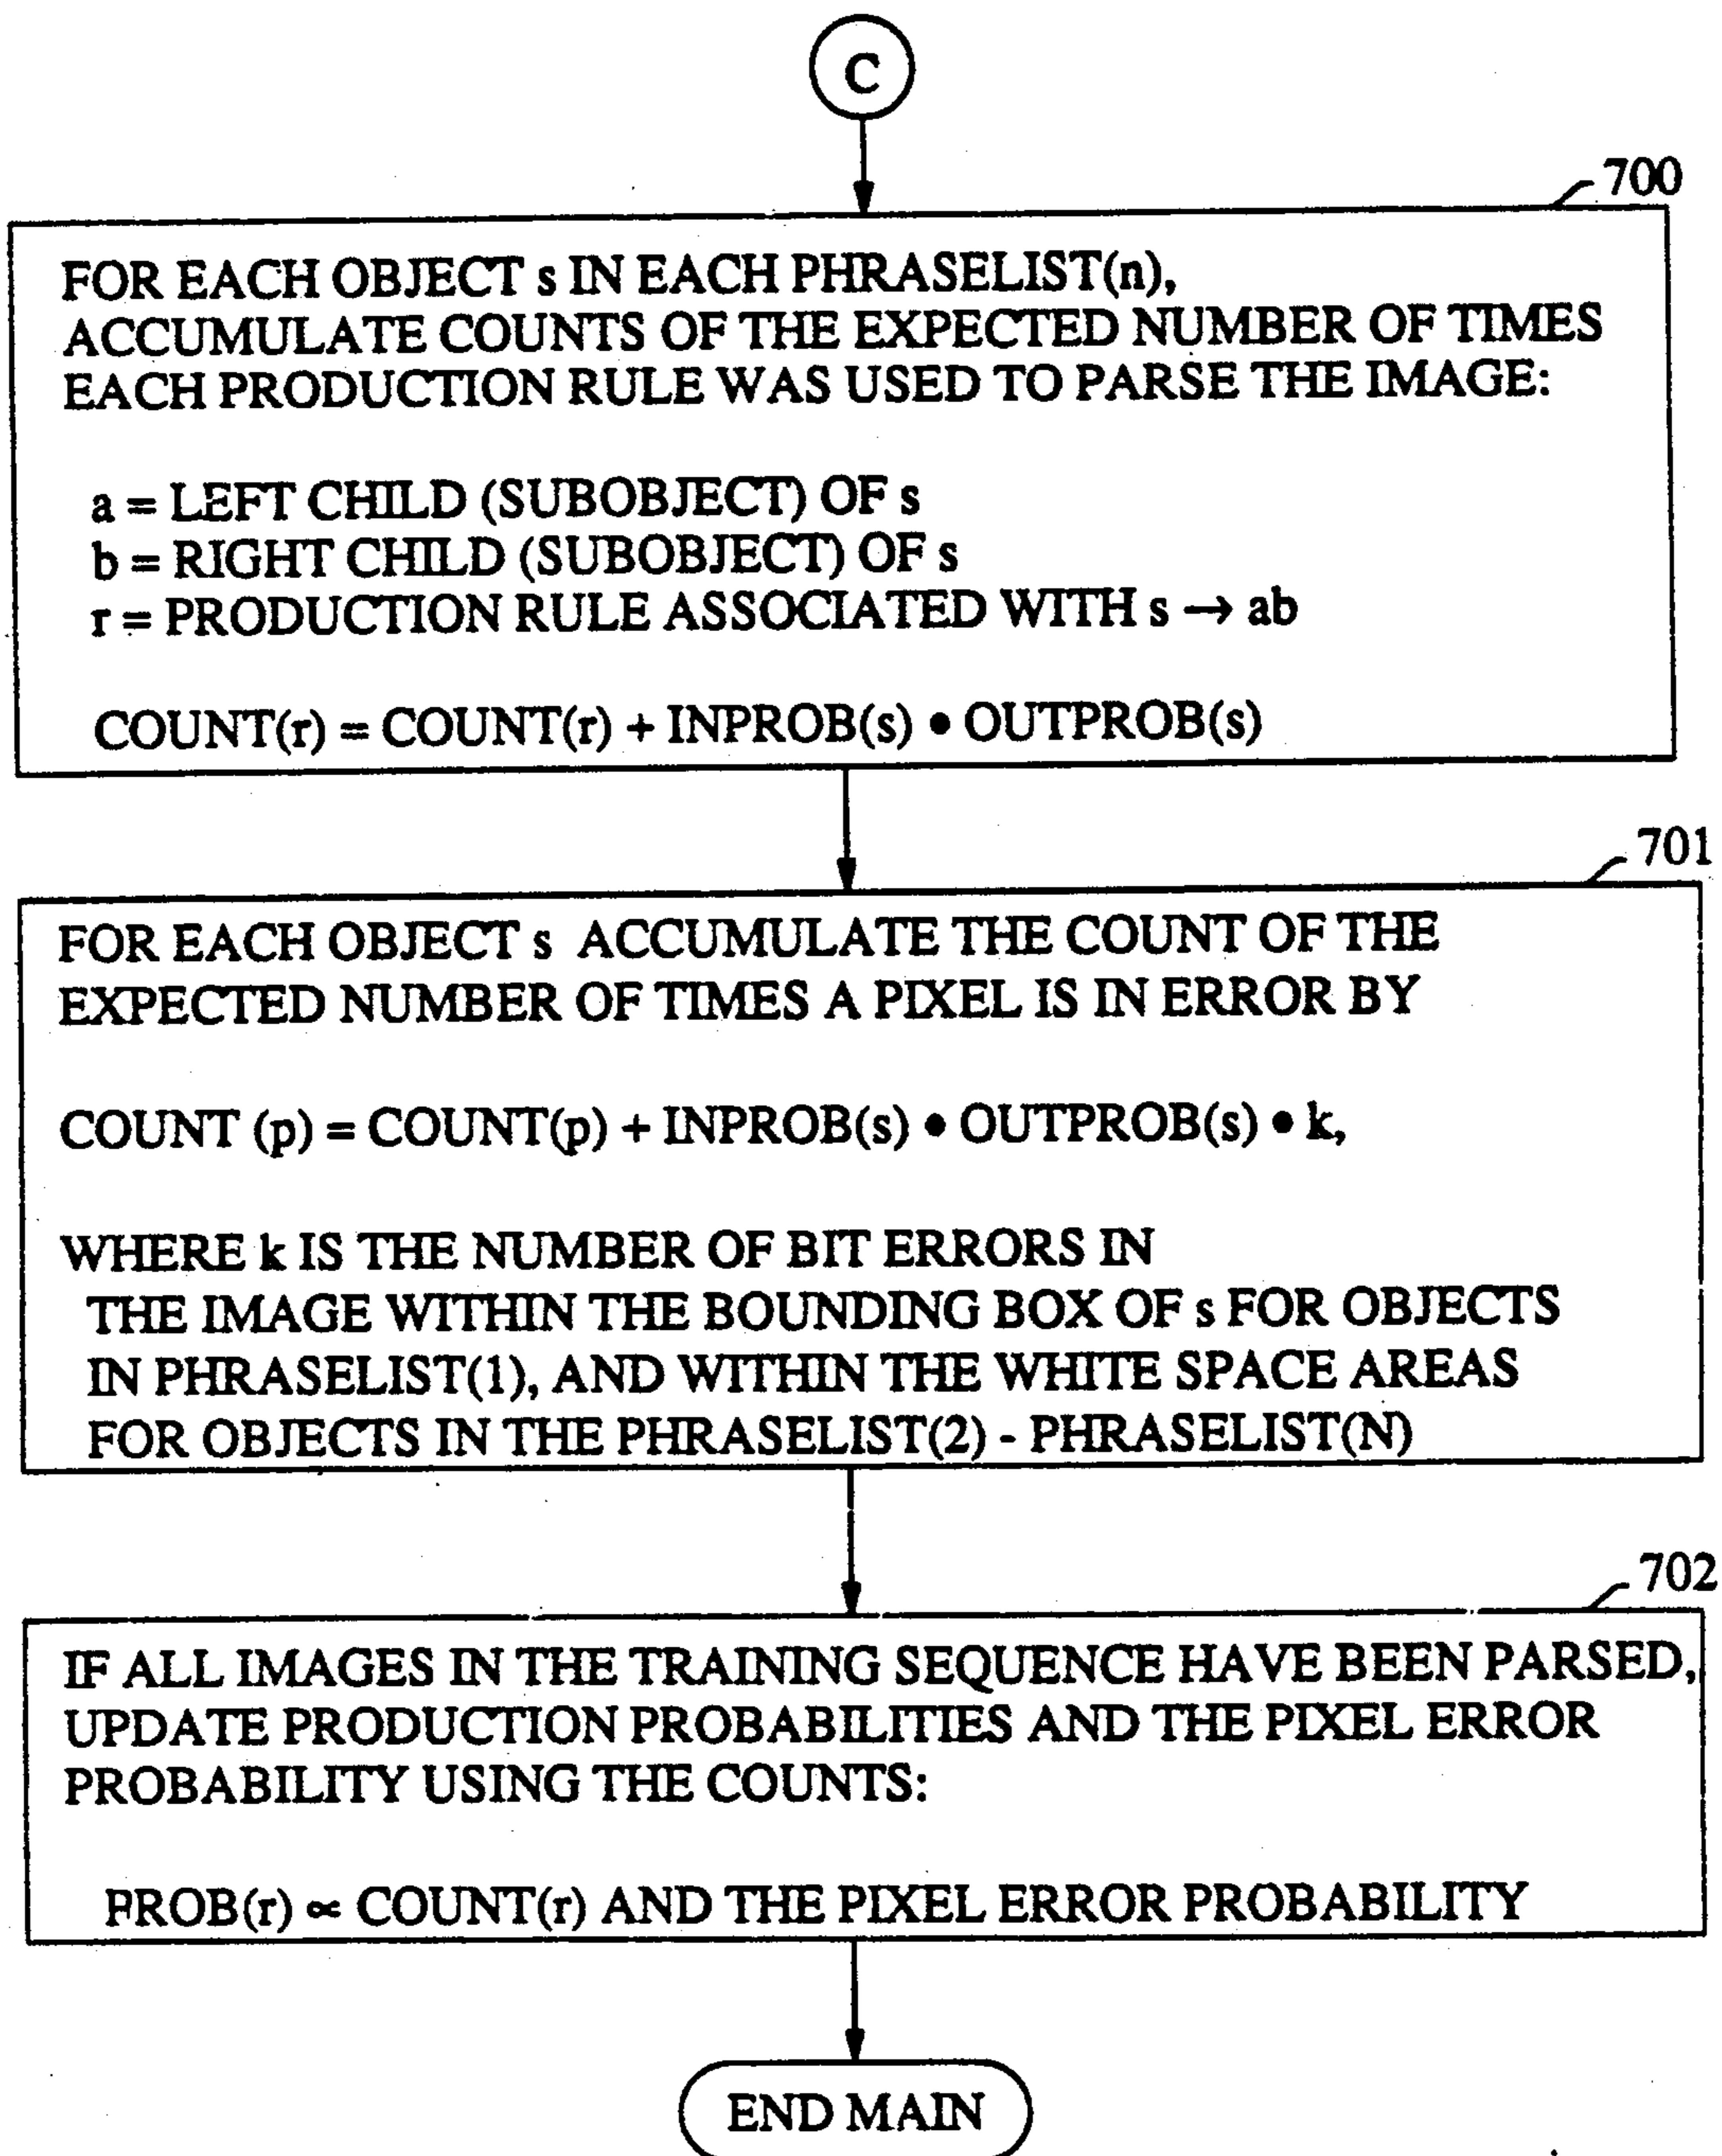 C
700
FOR EACH OBJECT s IN EACH PHRASELIST(n),
ACCUMULATE COUNTS OF THE EXPECTED NUMBER OF TIMES
EACH PRODUCTION RULE WAS USED TO PARSE THE IMAGE:
a = LEFT CHILD (SUBOBJECT) OF s
b = RIGHT CHILD (SUBOBJECT) OF s
r = PRODUCTION RULE ASSOCIATED WITH s → ab
COUNT(r) = COUNT(r) + INPROB(s) • OUTPROB(s)
701
FOR EACH OBJECT s ACCUMULATE THE COUNT OF THE
EXPECTED NUMBER OF TIMES A PIXEL IS IN ERROR BY
COUNT (p) = COUNT(p) + INPROB(s) • OUTPROB(s) • k,
WHERE k IS THE NUMBER OF BIT ERRORS IN
THE IMAGE WITHIN THE BOUNDING BOX OF s FOR OBJECTS
IN PHRASELIST(1), AND WITHIN THE WHITE SPACE AREAS
FOR OBJECTS IN THE PHRASELIST(2) - PHRASELIST(N)
702
IF ALL IMAGES IN THE TRAINING SEQUENCE HAVE BEEN PARSED,
UPDATE PRODUCTION PROBABILITIES AND THE PIXEL ERROR
PROBABILITY USING THE COUNTS:
PROB(r) ∝ COUNT(r) AND THE PIXEL ERROR PROBABILITY
END MAIN